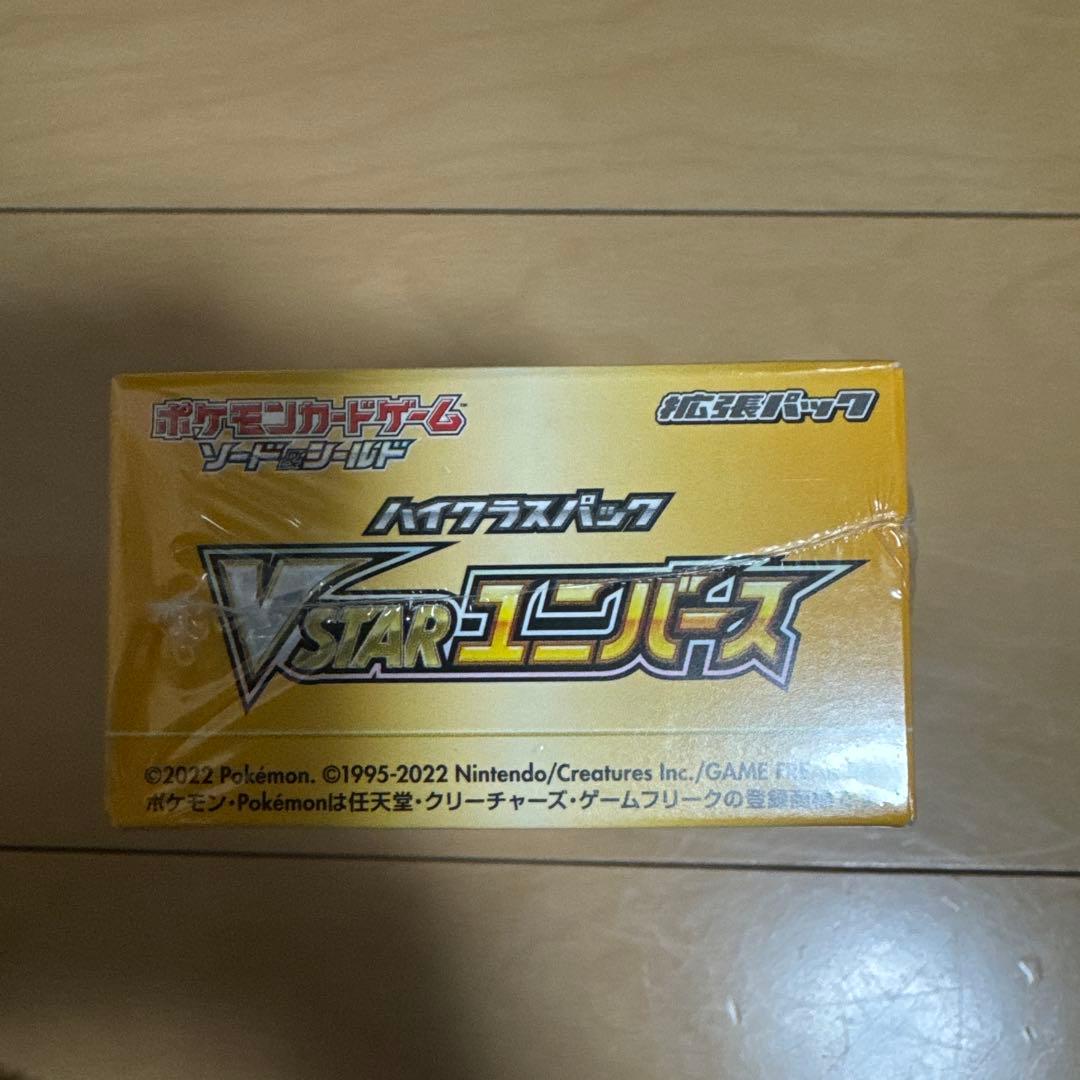 ポケモンカードゲーム™
ソード&シールド
拡張パック
ハイクラスパック
VSTARユニバース
©2022 Pokémon. ©1995-2022 Nintendo/Creatures Inc./GAME FREAK
ポケモン・Pokémonは任天堂・クリーチャーズ・ゲームフリークの登録商標